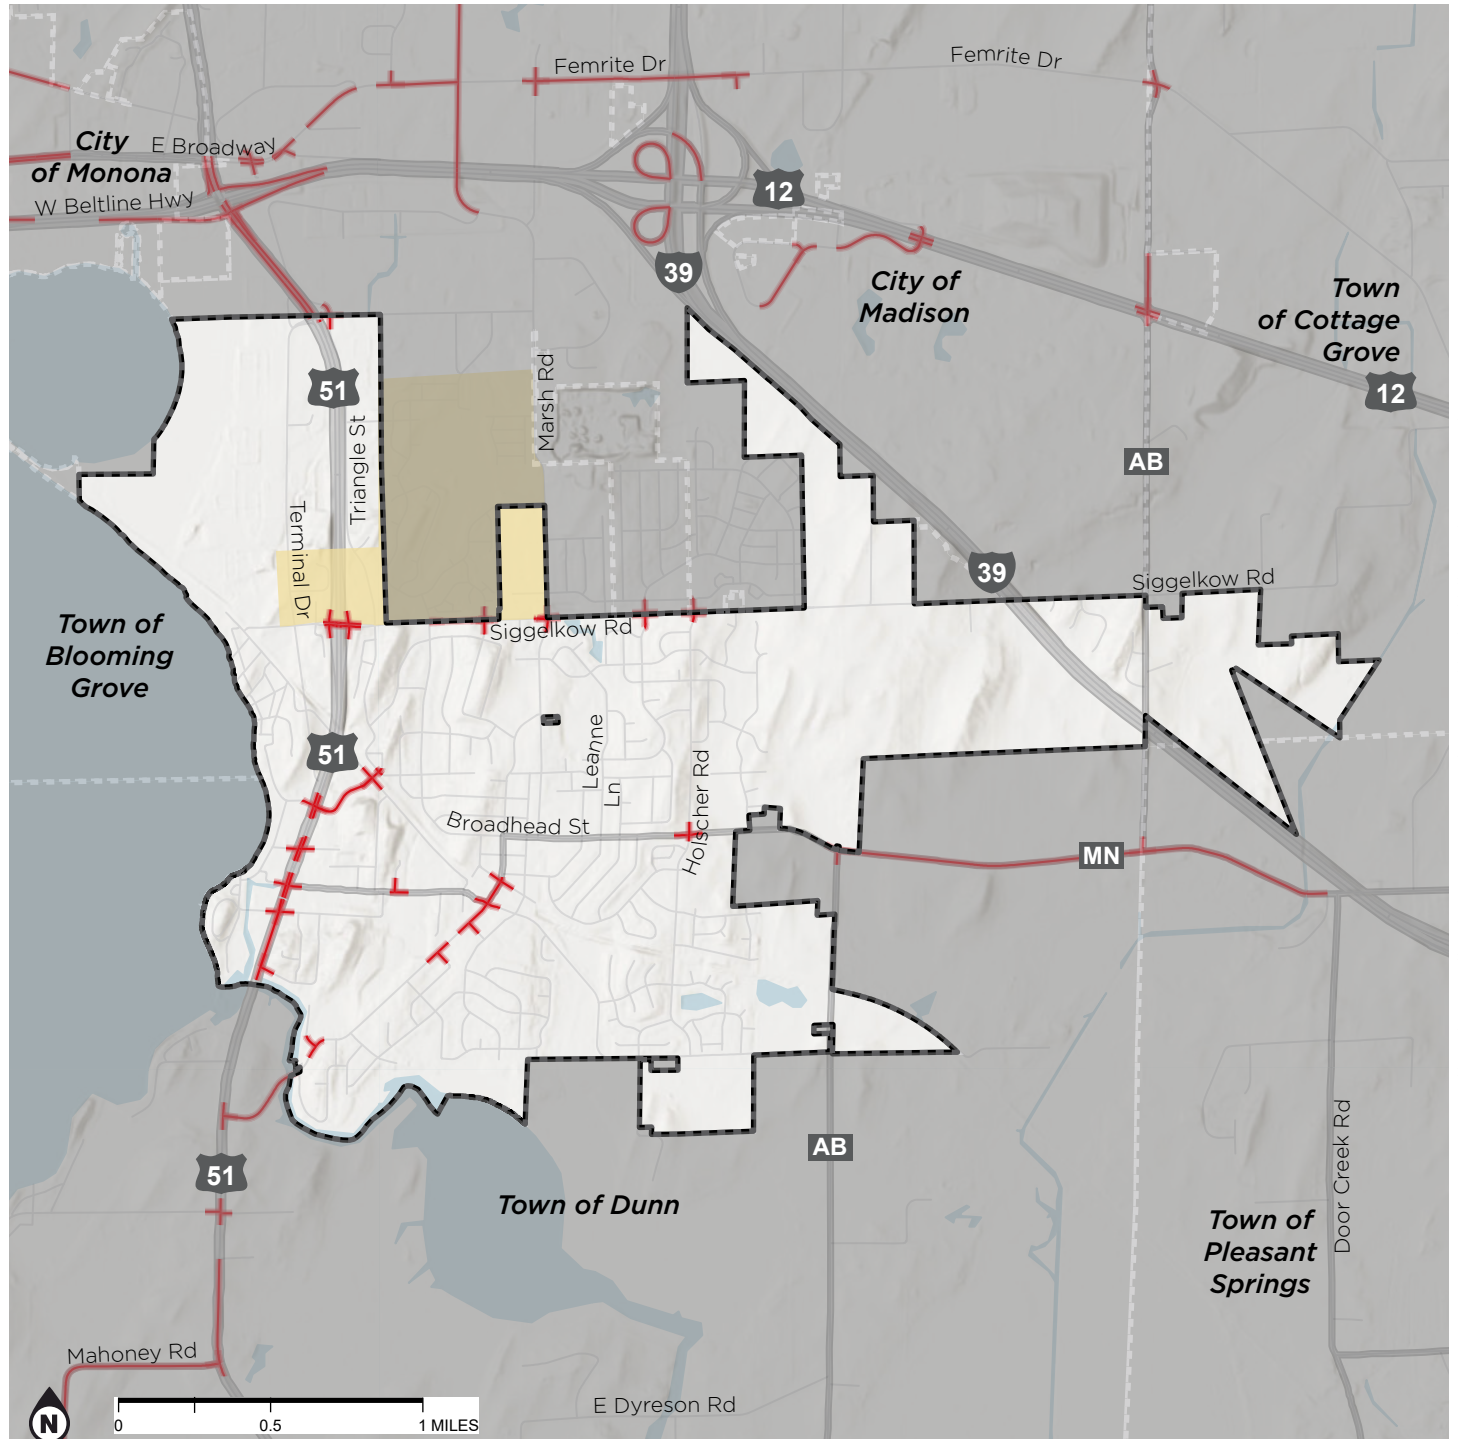 Femrite Dr
Femrite Dr
City
of Monona
E Broadway
W Beltline Hwy
12
39
City of
Madison
Town
of Cottage
Grove
12
51
Marsh Rd
Triangle St
AB
Terminal Dr
39
Siggelkow Rd
Town of
Blooming
Grove
Siggelkow Rd
51
Leanne
Ln
Holscher Rd
Broadhead St
MN
51
AB
Town of Dunn
Door Creek Rd
Town of
Pleasant
Springs
Mahoney Rd
E Dyreson Rd
N
0
0.5
1 MILES